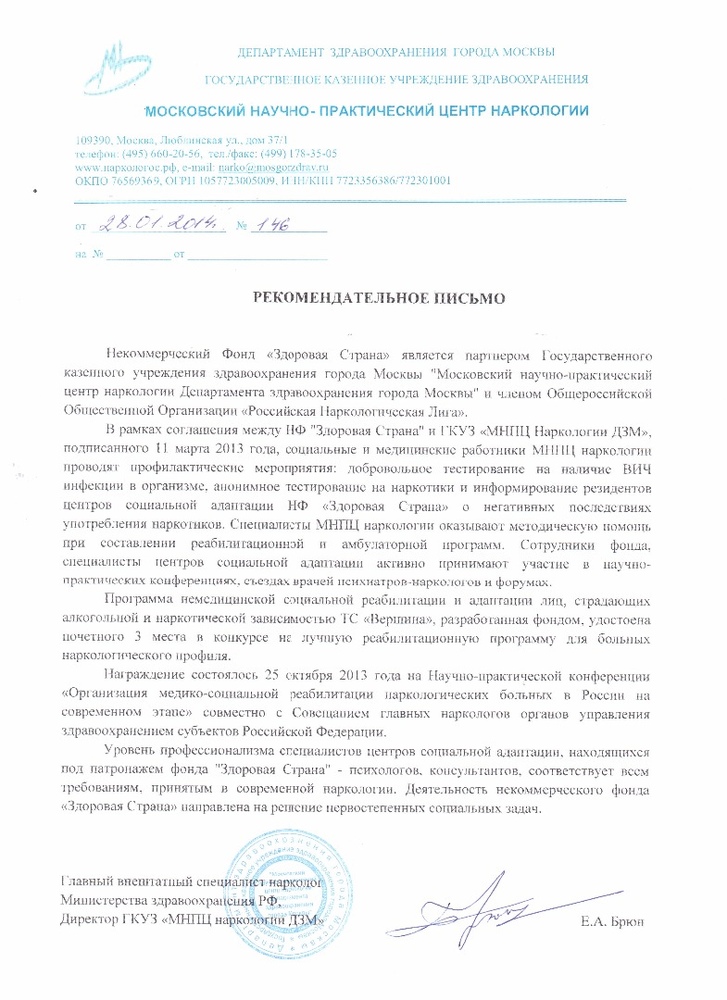 ДЕПАРТАМЕНТ ЗДРАВООХРАНЕНИЯ ГОРОДА МОСКВЫ
ГОСУДАРСТВЕННОЕ КАЗЕННОЕ УЧРЕЖДЕНИЕ ЗДРАВООХРАНЕНИЯ
МОСКОВСКИЙ НАУЧНО- ПРАКТИЧЕСКИЙ ЦЕНТР НАРКОЛОГИИ
109390, Москва, Люблинская ул., дом 37/1
телефон: (495) 660-20-56, тел./факс: (499) 178-35-05
www.наркологос.рф, e-mail: narko@mosgorzdrav.ru
ОКПО 76569369, ОГРН 1057723005009, ИНН/КПП 7723356386/772301001
от 28.01.2014г. № 146
на № ____________ от ________________________
РЕКОМЕНДАТЕЛЬНОЕ ПИСЬМО
Некоммерческий Фонд «Здоровая Страна» является партнером Государственного
казенного учреждения здравоохранения города Москвы "Московский научно-практический
центр наркологии Департамента здравоохранения города Москвы" и членом Общероссийской
Общественной Организации «Российская Наркологическая Лига».
В рамках соглашения между НФ "Здоровая Страна" и ГКУЗ «МНПЦ Наркологии ДЗМ»,
подписанного 11 марта 2013 года, социальные и медицинские работники МНПЦ наркологии
проводят профилактические мероприятия: добровольное тестирование на наличие ВИЧ
инфекции в организме, анонимное тестирование на наркотики и информирование резидентов
центров социальной адаптации НФ «Здоровая Страна» о негативных последствиях
употребления наркотиков. Специалисты МНПЦ наркологии оказывают методическую помощь
при составлении реабилитационной и амбулаторной программ. Сотрудники фонда,
специалисты центров социальной адаптации активно принимают участие в научно-
практических конференциях, съездах врачей психиатров-наркологов и форумах.
Программа немедицинской социальной реабилитации и адаптации лиц, страдающих
алкогольной и наркотической зависимостью ТС «Вершина», разработанная фондом, удостоена
почетного 3 места в конкурсе на лучшую реабилитационную программу для больных
наркологического профиля.
Награждение состоялось 25 октября 2013 года на Научно-практической конференции
«Организация медико-социальной реабилитации наркологических больных в России на
современном этапе» совместно с Совещанием главных наркологов органов управления
здравоохранением субъектов Российской Федерации.
Уровень профессионализма специалистов центров социальной адаптации, находящихся
под патронажем фонда "Здоровая Страна" - психологов, консультантов, соответствует всем
требованиям, принятым в современной наркологии. Деятельность некоммерческого фонда
«Здоровая Страна» направлена на решение первостепенных социальных задач.
Главный внештатный специалист нарколог
Министерства здравоохранения РФ,
Директор ГКУЗ «МНПЦ наркологии ДЗМ»
Е.А. Брюн